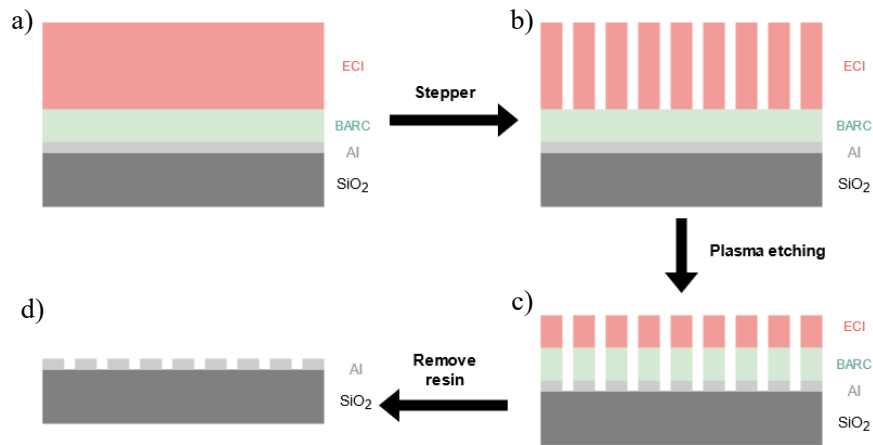 a)
ECI
BARC
Al
SiO₂
Stepper
b)
ECI
BARC
Al
SiO₂
Plasma etching
c)
ECI
BARC
Al
SiO₂
Remove
resin
d)
Al
SiO₂